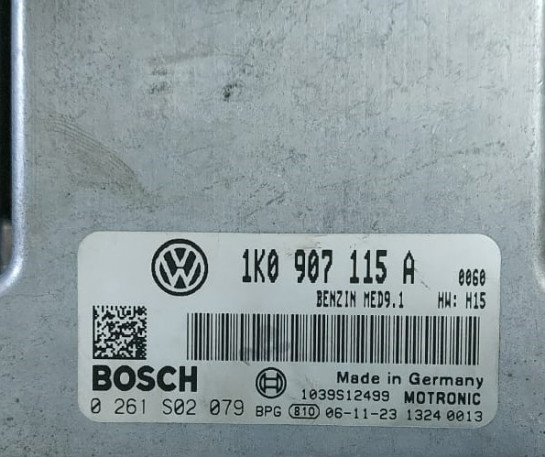 1K0 907 115 A 0060
BENZIN MED9.1 HW: H15
BOSCH
Made in Germany
1039S12499 MOTRONIC
0 261 S02 079 BPG 810 06-11-23 1324 0013